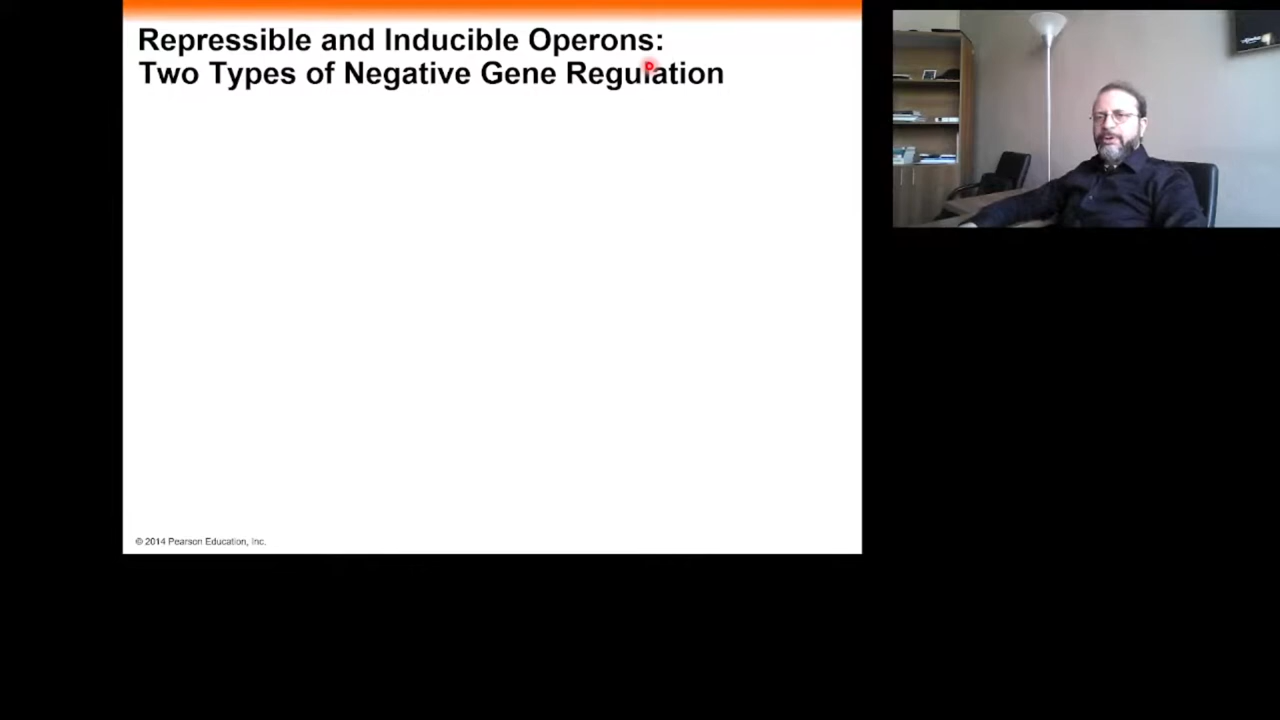 Repressible and Inducible Operons:
Two Types of Negative Gene Regulation
© 2014 Pearson Education, Inc.